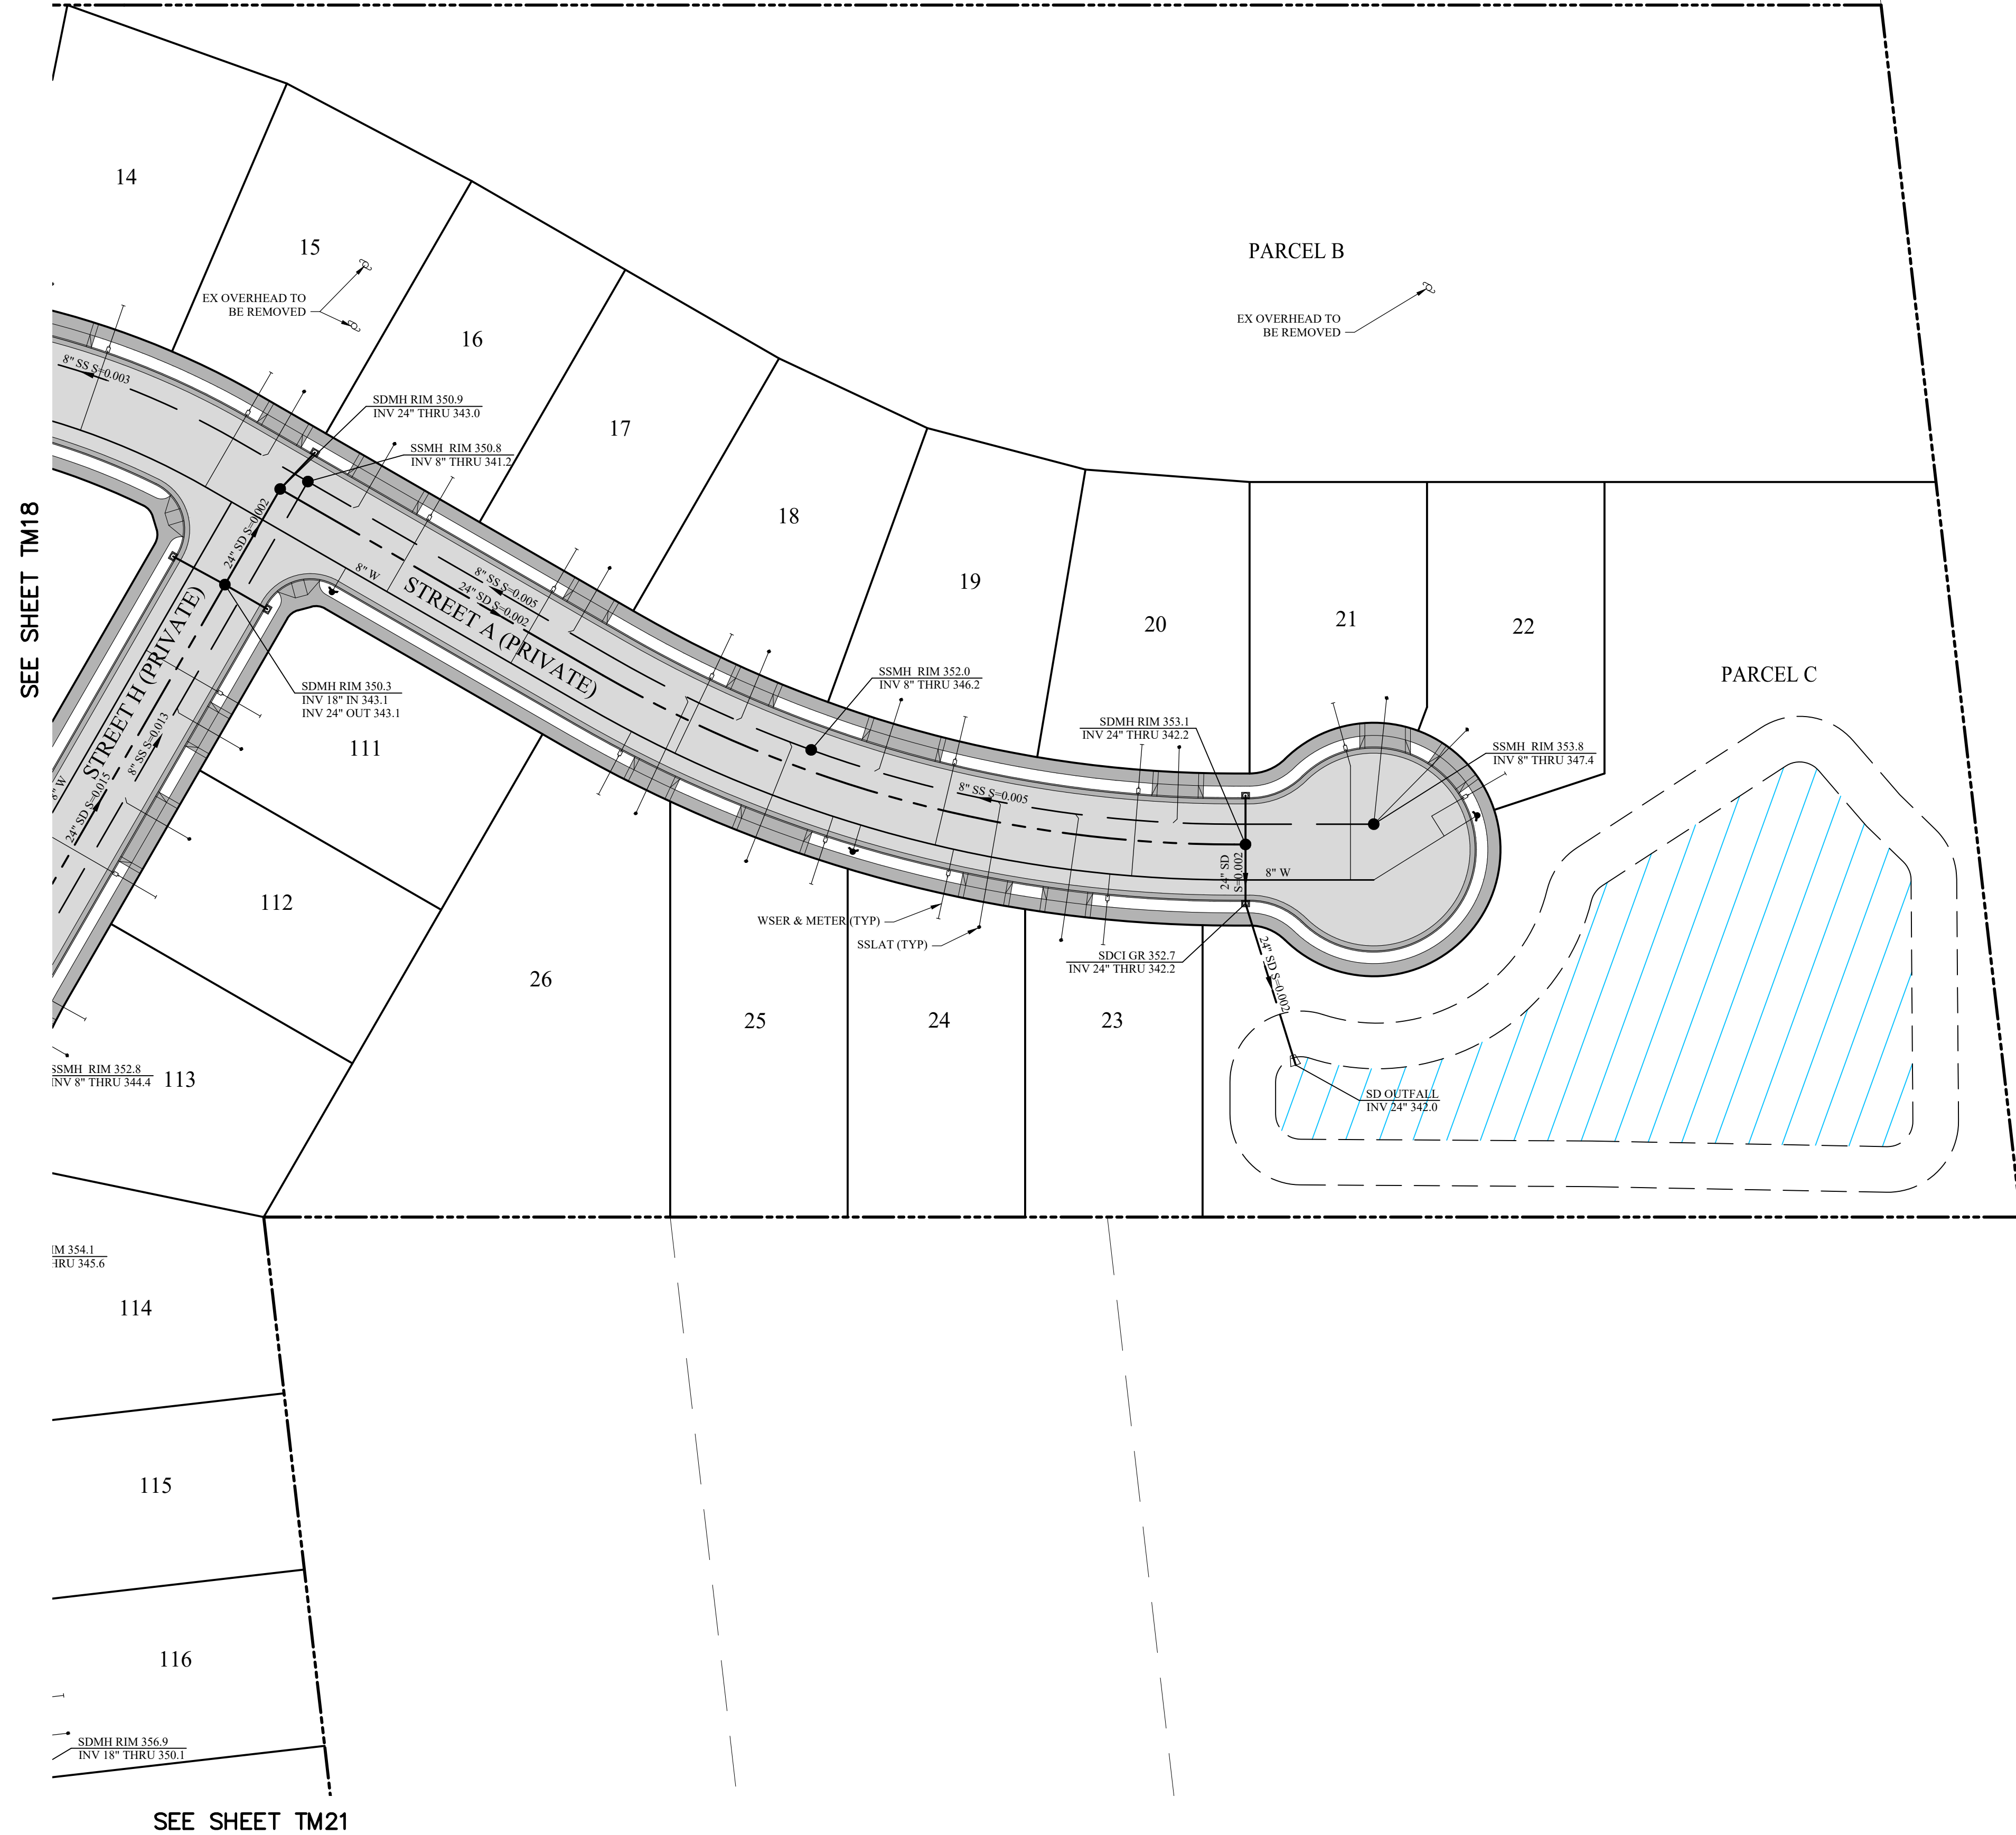 14
15
EX OVERHEAD TO
BE REMOVED
16
PARCEL B
EX OVERHEAD TO
BE REMOVED
8" SS S=0.003
SDMH RIM 350.9
INV 24" THRU 343.0
SSMH RIM 350.8
INV 8" THRU 341.2
17
18
19
20
21
22
PARCEL C
SEE SHEET TM18
24" SD S=0.002
8" W
8" SS S=0.005
24" SD S=0.002
STREET A (PRIVATE)
STREET H (PRIVATE)
8" SS S=0.013
24" SD S=0.015
8" W
SDMH RIM 350.3
INV 18" IN 343.1
INV 24" OUT 343.1
111
SSMH RIM 352.0
INV 8" THRU 346.2
SDMH RIM 353.1
INV 24" THRU 342.2
SSMH RIM 353.8
INV 8" THRU 347.4
8" SS S=0.005
24" SD
S=0.002
8" W
112
WSER & METER (TYP)
SSLAT (TYP)
SDCI GR 352.7
INV 24" THRU 342.2
24" SD S=0.002
26
25
24
23
SSMH RIM 352.8
INV 8" THRU 344.4
113
SD OUTFALL
INV 24" 342.0
IM 354.1
HRU 345.6
114
115
116
SDMH RIM 356.9
INV 18" THRU 350.1
SEE SHEET TM21